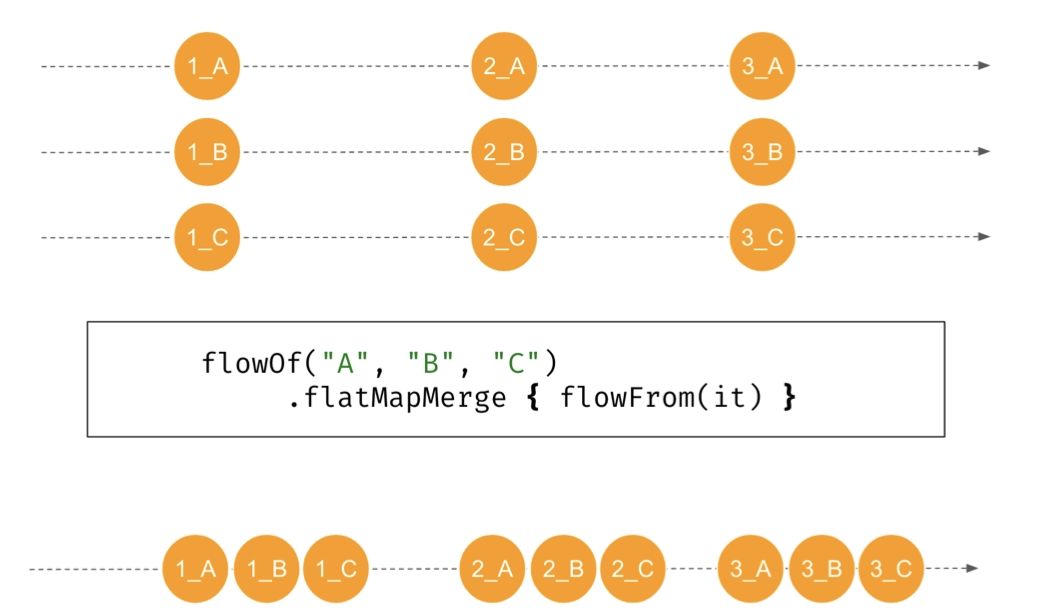 1_A 2_A 3_A
1_B 2_B 3_B
1_C 2_C 3_C
flowOf("A", "B", "C")
.flatMapMerge { flowFrom(it) }
1_A 1_B 1_C 2_A 2_B 2_C 3_A 3_B 3_C